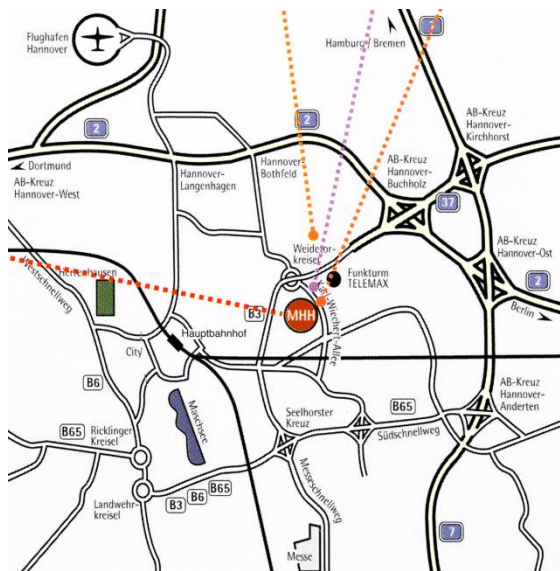 Flughafen
Hannover
Hamburg / Bremen
7
AB-Kreuz
Hannover-
Kirchhorst
2
2
Dortmund
AB-Kreuz
Hannover-West
Hannover-
Langenhagen
Hannover-
Bothfeld
AB-Kreuz
Hannover-
Buchholz
37
Weidetor-
kreisel
AB-Kreuz
Hannover-Ost
Herrenhausen
Westschnellweg
Funkturm
TELEMAX
2
Berlin
MHH
B3
Karl-Wiechert-Allee
Hauptbahnhof
City
B6
Maschsee
AB-Kreuz
Hannover-
Anderten
Seelhorster
Kreuz
B65
Südschnellweg
Ricklinger
Kreisel
B65
B65
B6
B3
Landwehr-
kreisel
Messeschnellweg
Messe
7